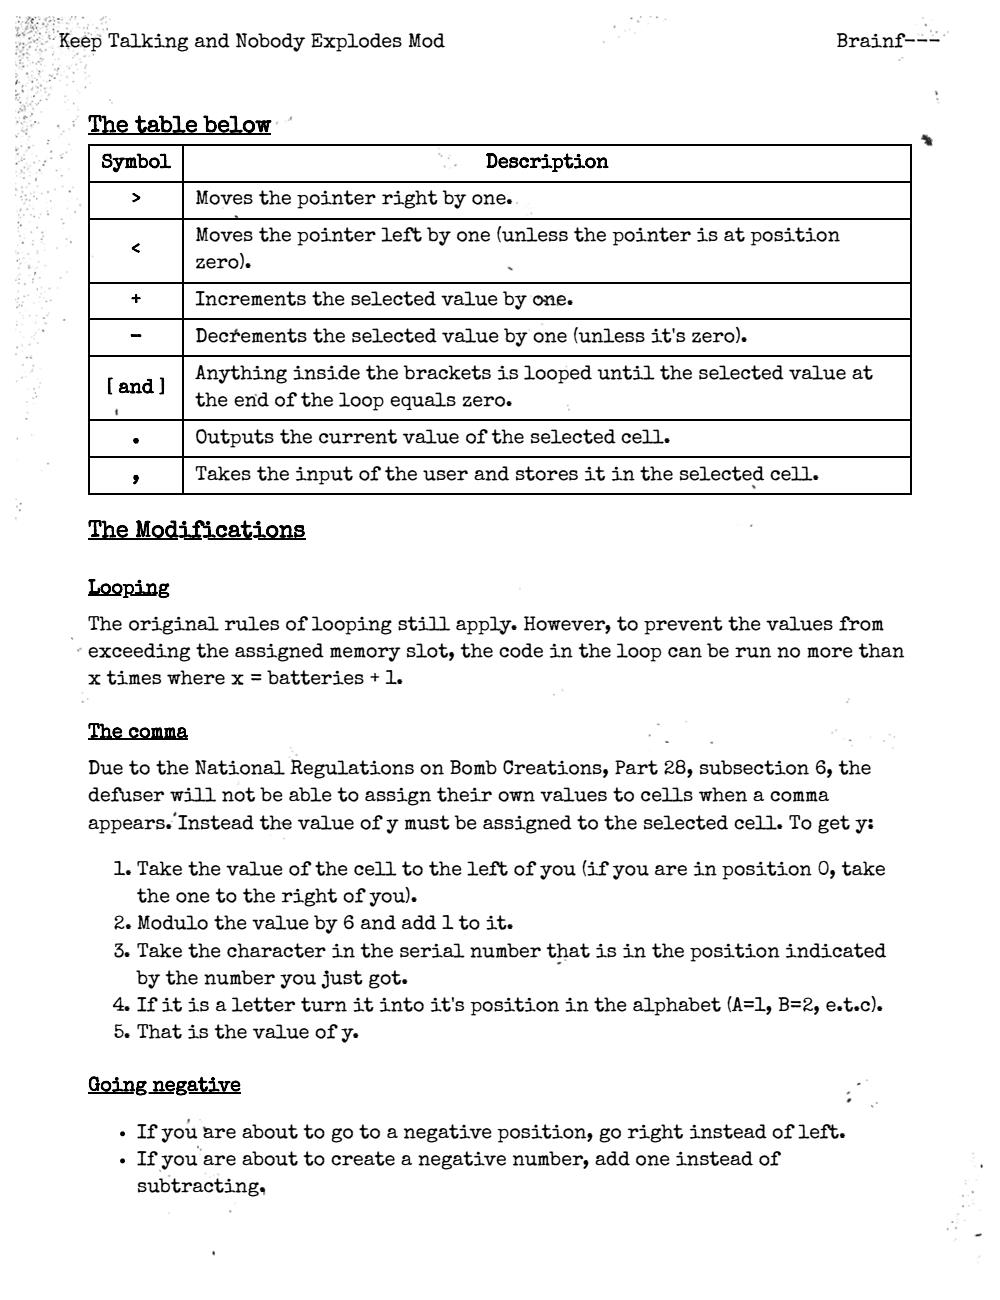 Keep Talking and Nobody Explodes Mod Brainf---
The table below
Symbol Description
> Moves the pointer right by one.
< Moves the pointer left by one (unless the pointer is at position
zero).
+ Increments the selected value by one.
- Decrements the selected value by one (unless it's zero).
[ and ] Anything inside the brackets is looped until the selected value at
the end of the loop equals zero.
. Outputs the current value of the selected cell.
, Takes the input of the user and stores it in the selected cell.
The Modifications
Looping
The original rules of looping still apply. However, to prevent the values from
exceeding the assigned memory slot, the code in the loop can be run no more than
x times where x = batteries + 1.
The comma
Due to the National Regulations on Bomb Creations, Part 28, subsection 6, the
defuser will not be able to assign their own values to cells when a comma
appears. Instead the value of y must be assigned to the selected cell. To get y:
1. Take the value of the cell to the left of you (if you are in position 0, take
the one to the right of you).
2. Modulo the value by 6 and add 1 to it.
3. Take the character in the serial number that is in the position indicated
by the number you just got.
4. If it is a letter turn it into it's position in the alphabet (A=1, B=2, e.t.c).
5. That is the value of y.
Going negative
• If you are about to go to a negative position, go right instead of left.
• If you are about to create a negative number, add one instead of
subtracting.